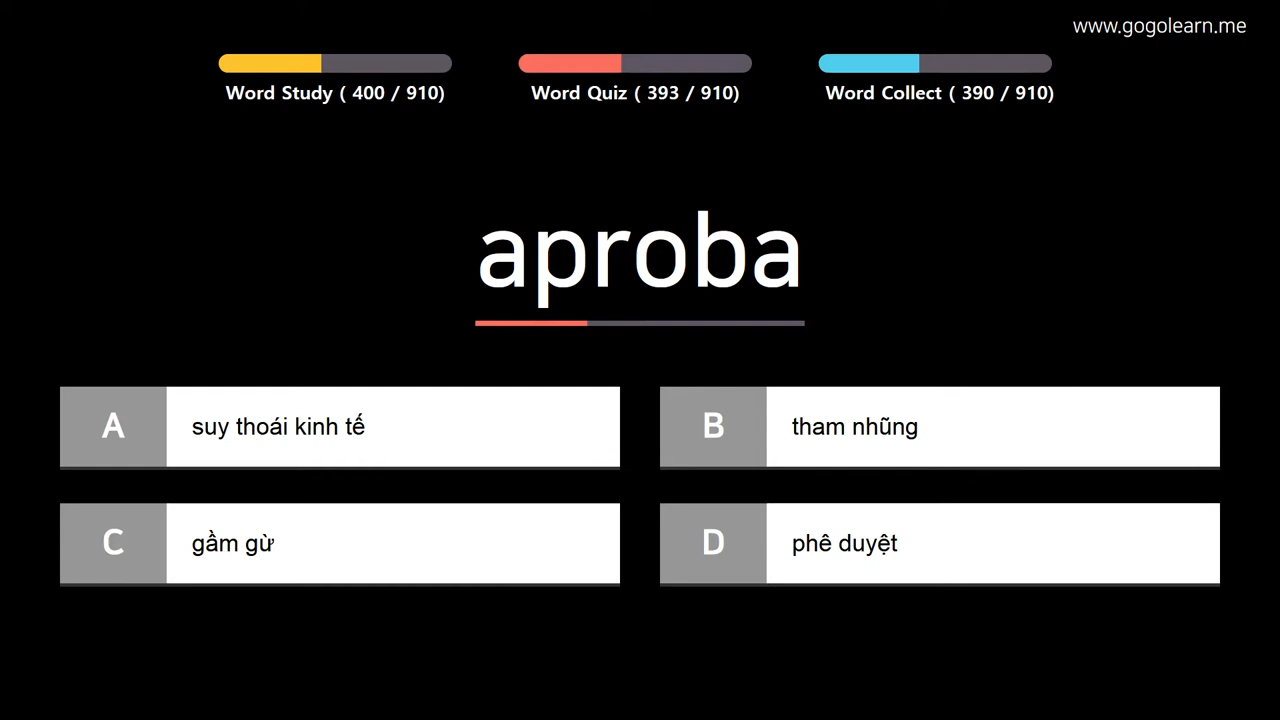 www.gogolearn.me
Word Study ( 400 / 910)
Word Quiz ( 393 / 910)
Word Collect ( 390 / 910)
aproba
A suy thoái kinh tế
B tham nhũng
C gầm gừ
D phê duyệt